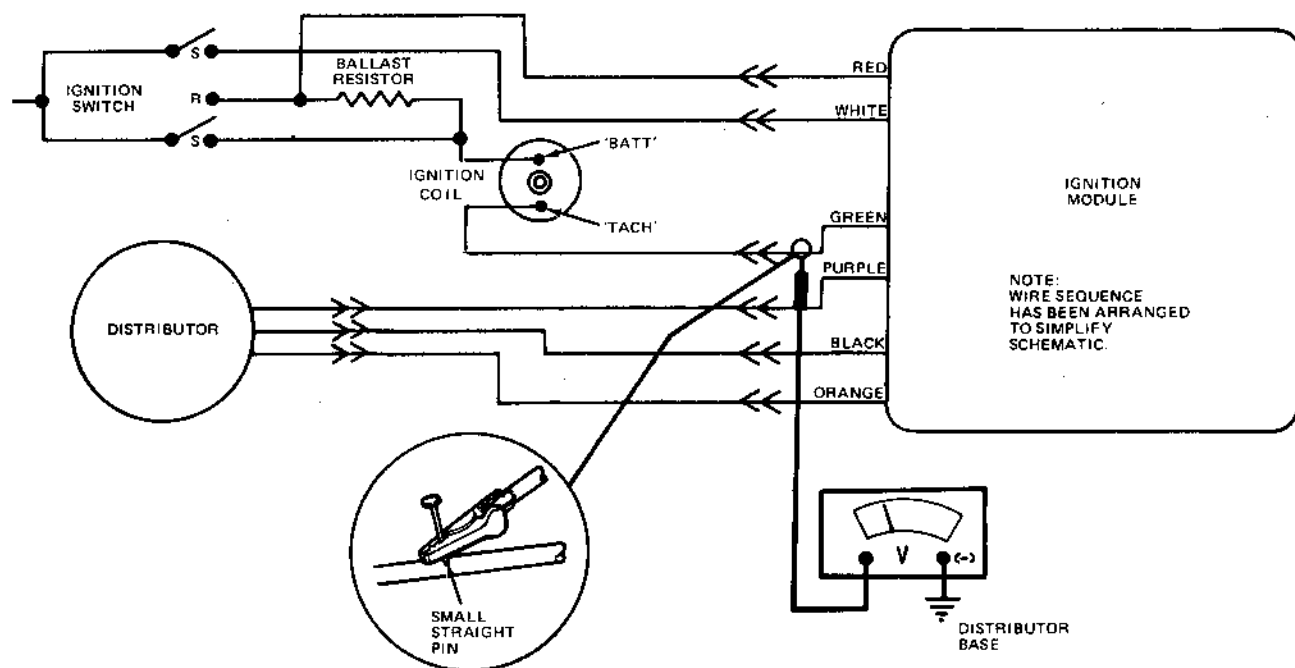 S
BALLAST
RESISTOR
IGNITION
SWITCH
R
S
'BATT'
IGNITION
COIL
'TACH'
RED
WHITE
GREEN
PURPLE
BLACK
ORANGE
IGNITION
MODULE
NOTE:
WIRE SEQUENCE
HAS BEEN ARRANGED
TO SIMPLIFY
SCHEMATIC.
DISTRIBUTOR
SMALL
STRAIGHT
PIN
V
(-)
DISTRIBUTOR
BASE